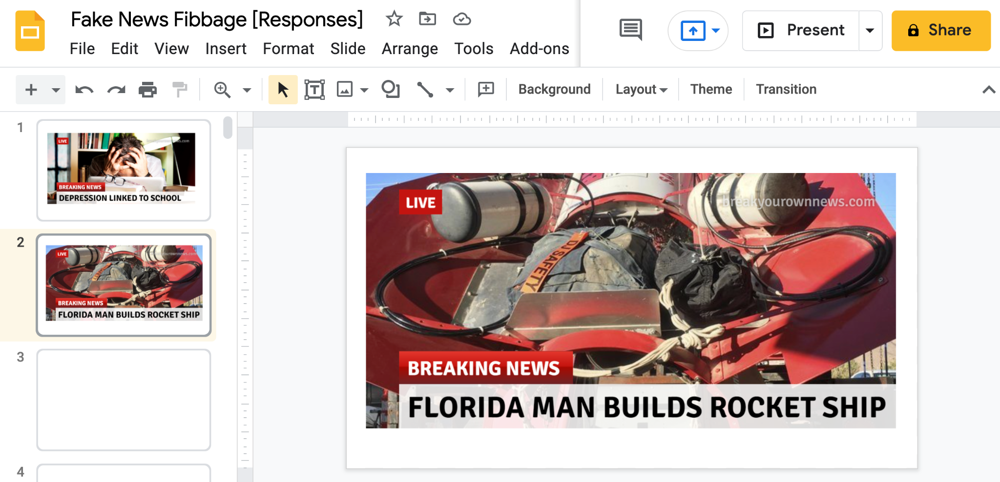 Fake News Fibbage [Responses]
File Edit View Insert Format Slide Arrange Tools Add-ons
Present
Share
Background Layout Theme Transition
1
LIVE
BREAKING NEWS
DEPRESSION LINKED TO SCHOOL
2
LIVE
breakyourownnews.com
BREAKING NEWS
FLORIDA MAN BUILDS ROCKET SHIP
3
4
LIVE
breakyourownnews.com
DJ SAFETY
BREAKING NEWS
FLORIDA MAN BUILDS ROCKET SHIP